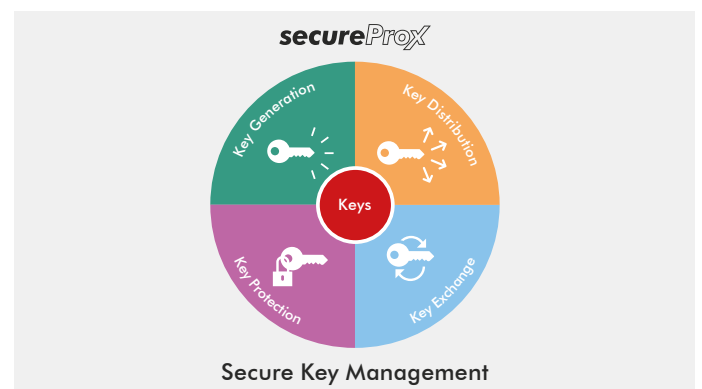 secureProx
Key Generation
Key Distribution
Keys
Key Protection
Key Exchange
Secure Key Management